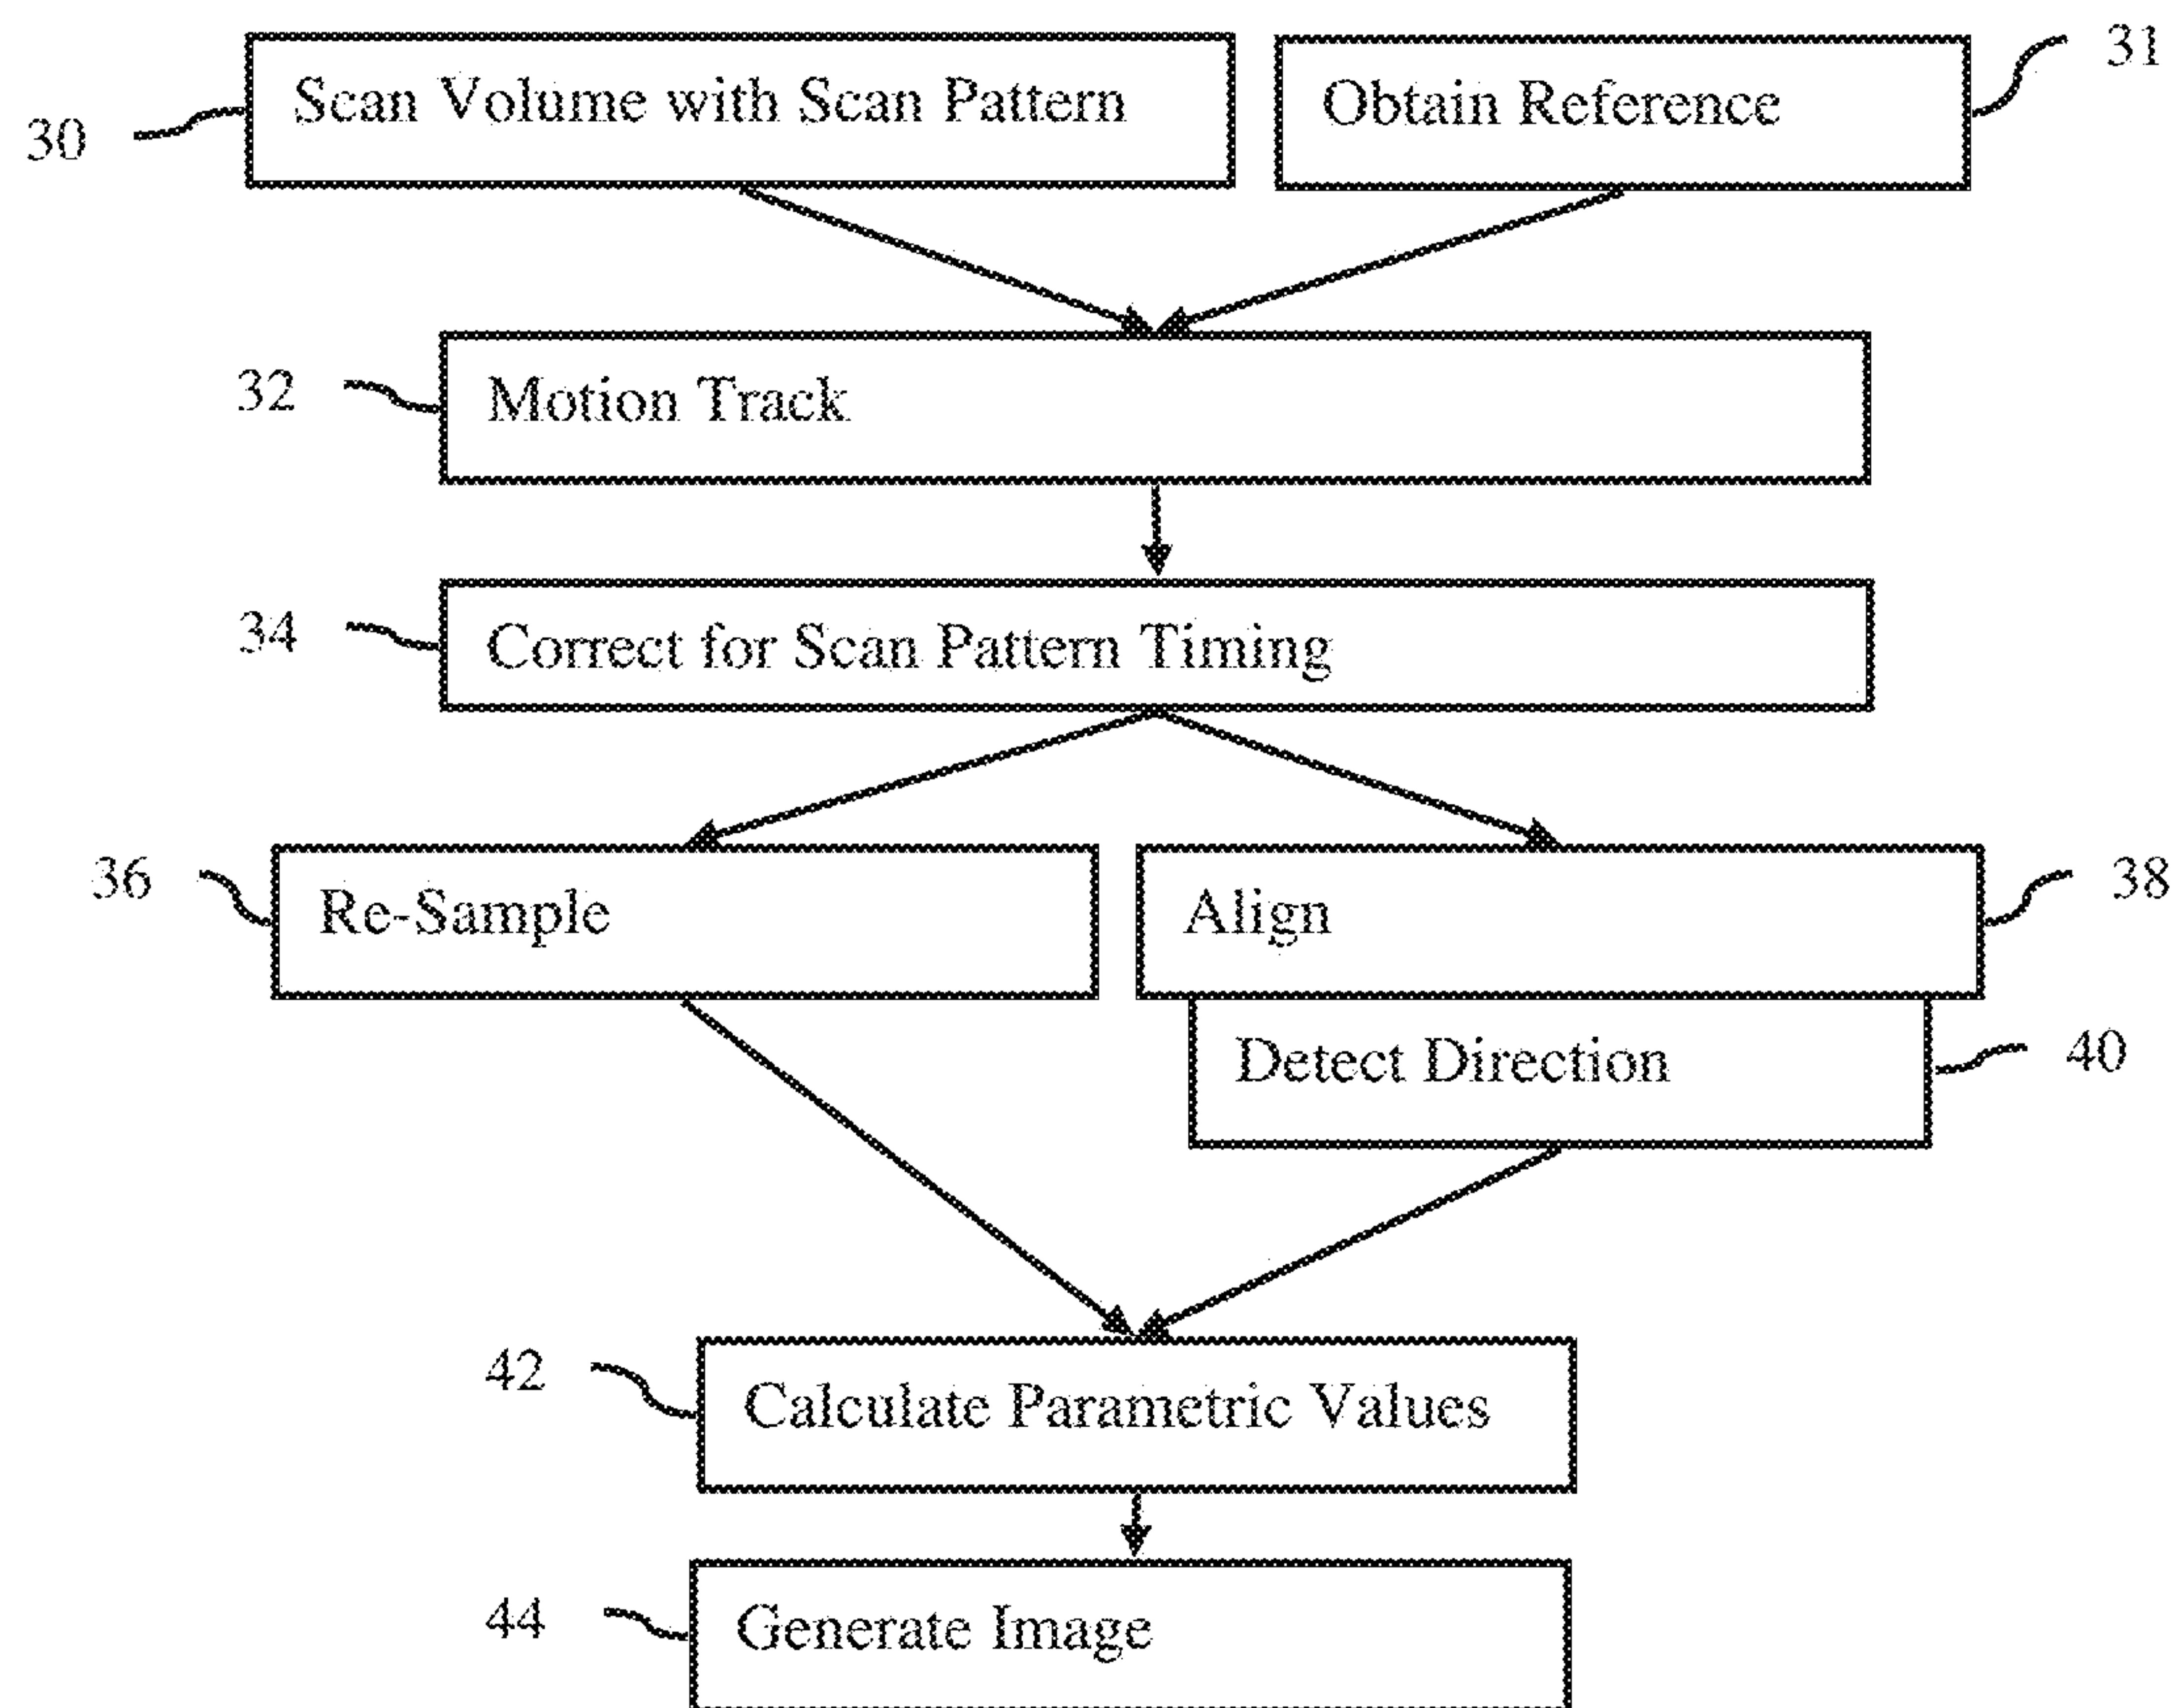 Scan Volume with Scan Pattern
Obtain Reference
31
30
Motion Track
32
Correct for Scan Pattern Timing
34
36
Re-Sample
Align
38
Detect Direction
40
42
Calculate Parametric Values
44
Generate Image